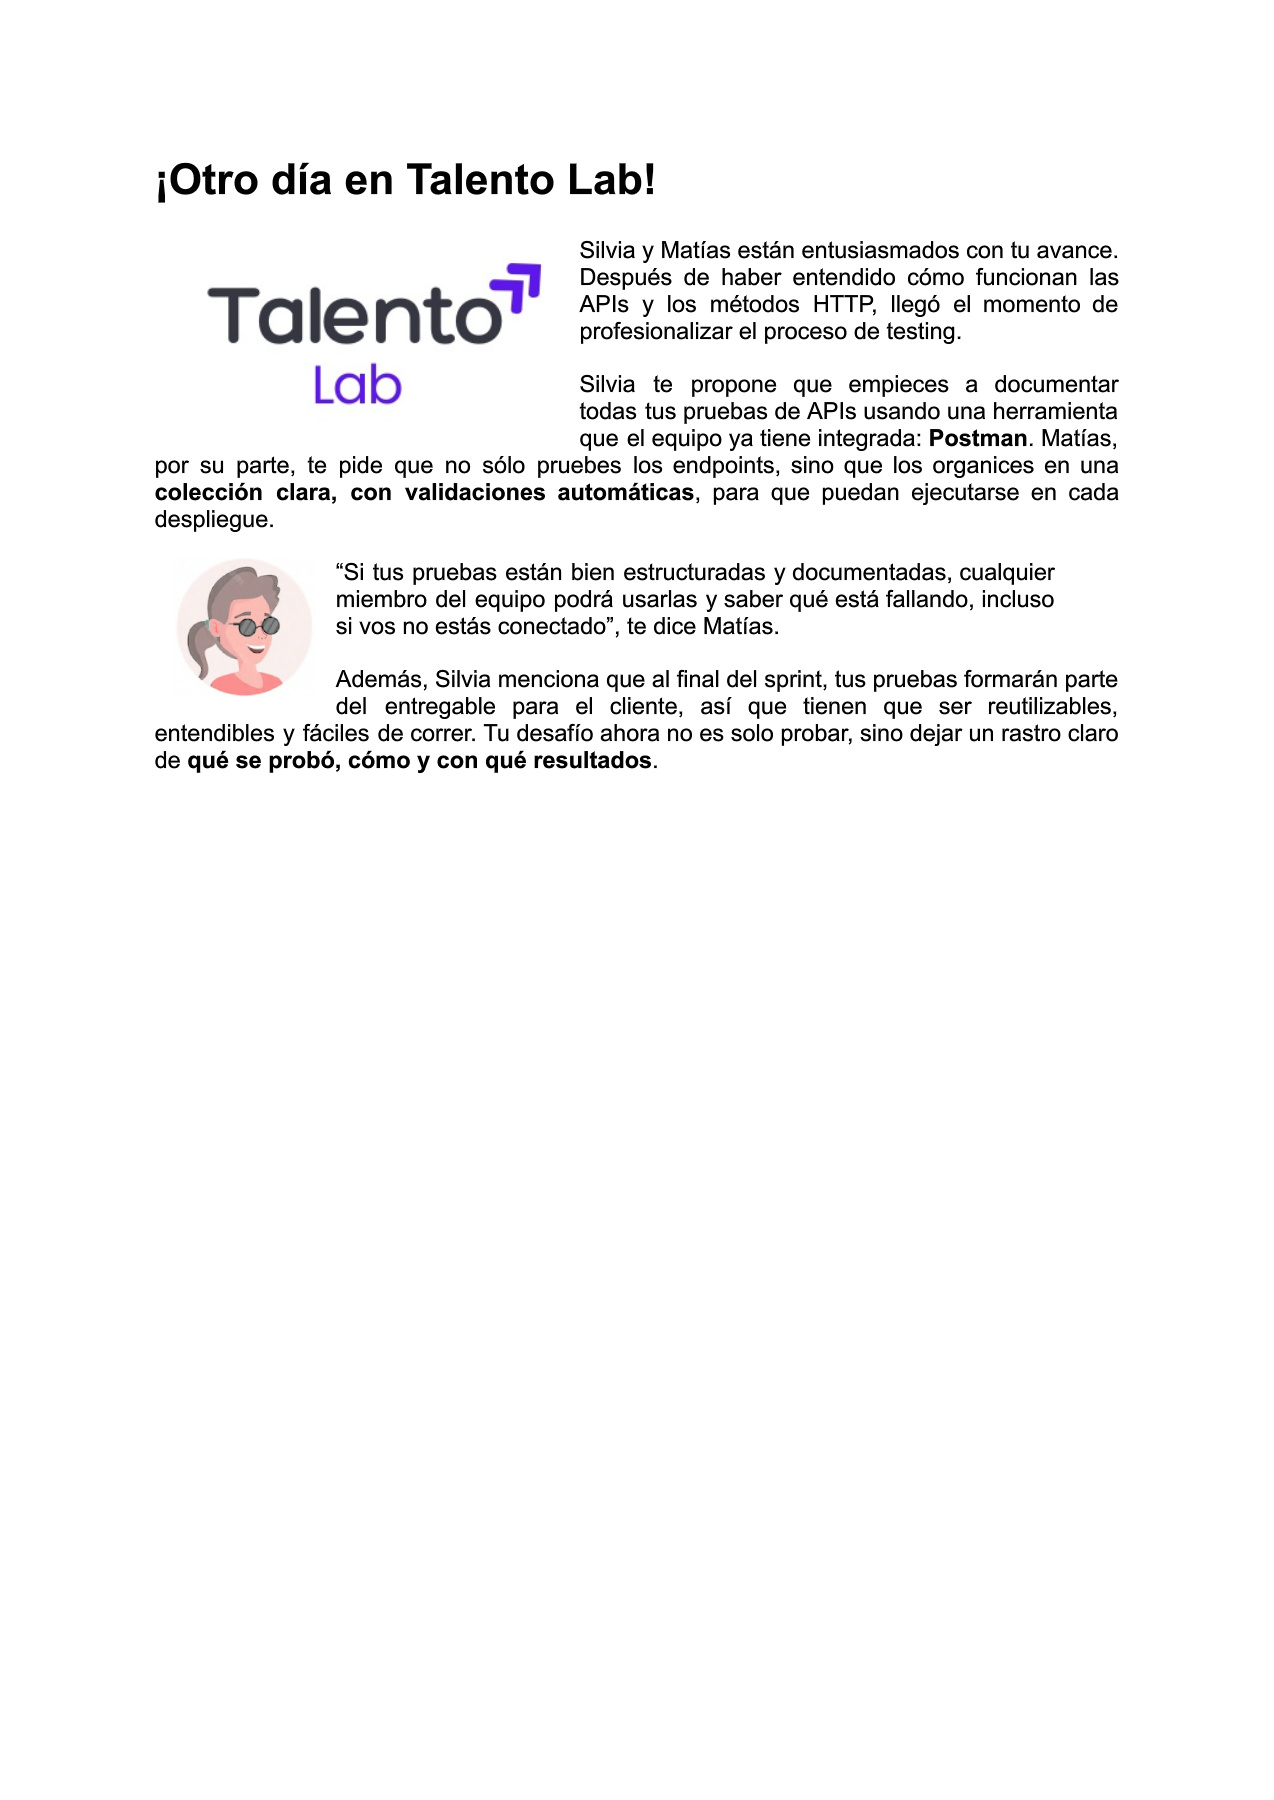 ¡Otro día en Talento Lab!
Talento
Lab
Silvia y Matías están entusiasmados con tu avance.
Después de haber entendido cómo funcionan las
APIs y los métodos HTTP, llegó el momento de
profesionalizar el proceso de testing.
Silvia te propone que empieces a documentar
todas tus pruebas de APIs usando una herramienta
que el equipo ya tiene integrada: Postman. Matías,
por su parte, te pide que no sólo pruebes los endpoints, sino que los organices en una
colección clara, con validaciones automáticas, para que puedan ejecutarse en cada
despliegue.
“Si tus pruebas están bien estructuradas y documentadas, cualquier
miembro del equipo podrá usarlas y saber qué está fallando, incluso
si vos no estás conectado”, te dice Matías.
Además, Silvia menciona que al final del sprint, tus pruebas formarán parte
del entregable para el cliente, así que tienen que ser reutilizables,
entendibles y fáciles de correr. Tu desafío ahora no es solo probar, sino dejar un rastro claro
de qué se probó, cómo y con qué resultados.